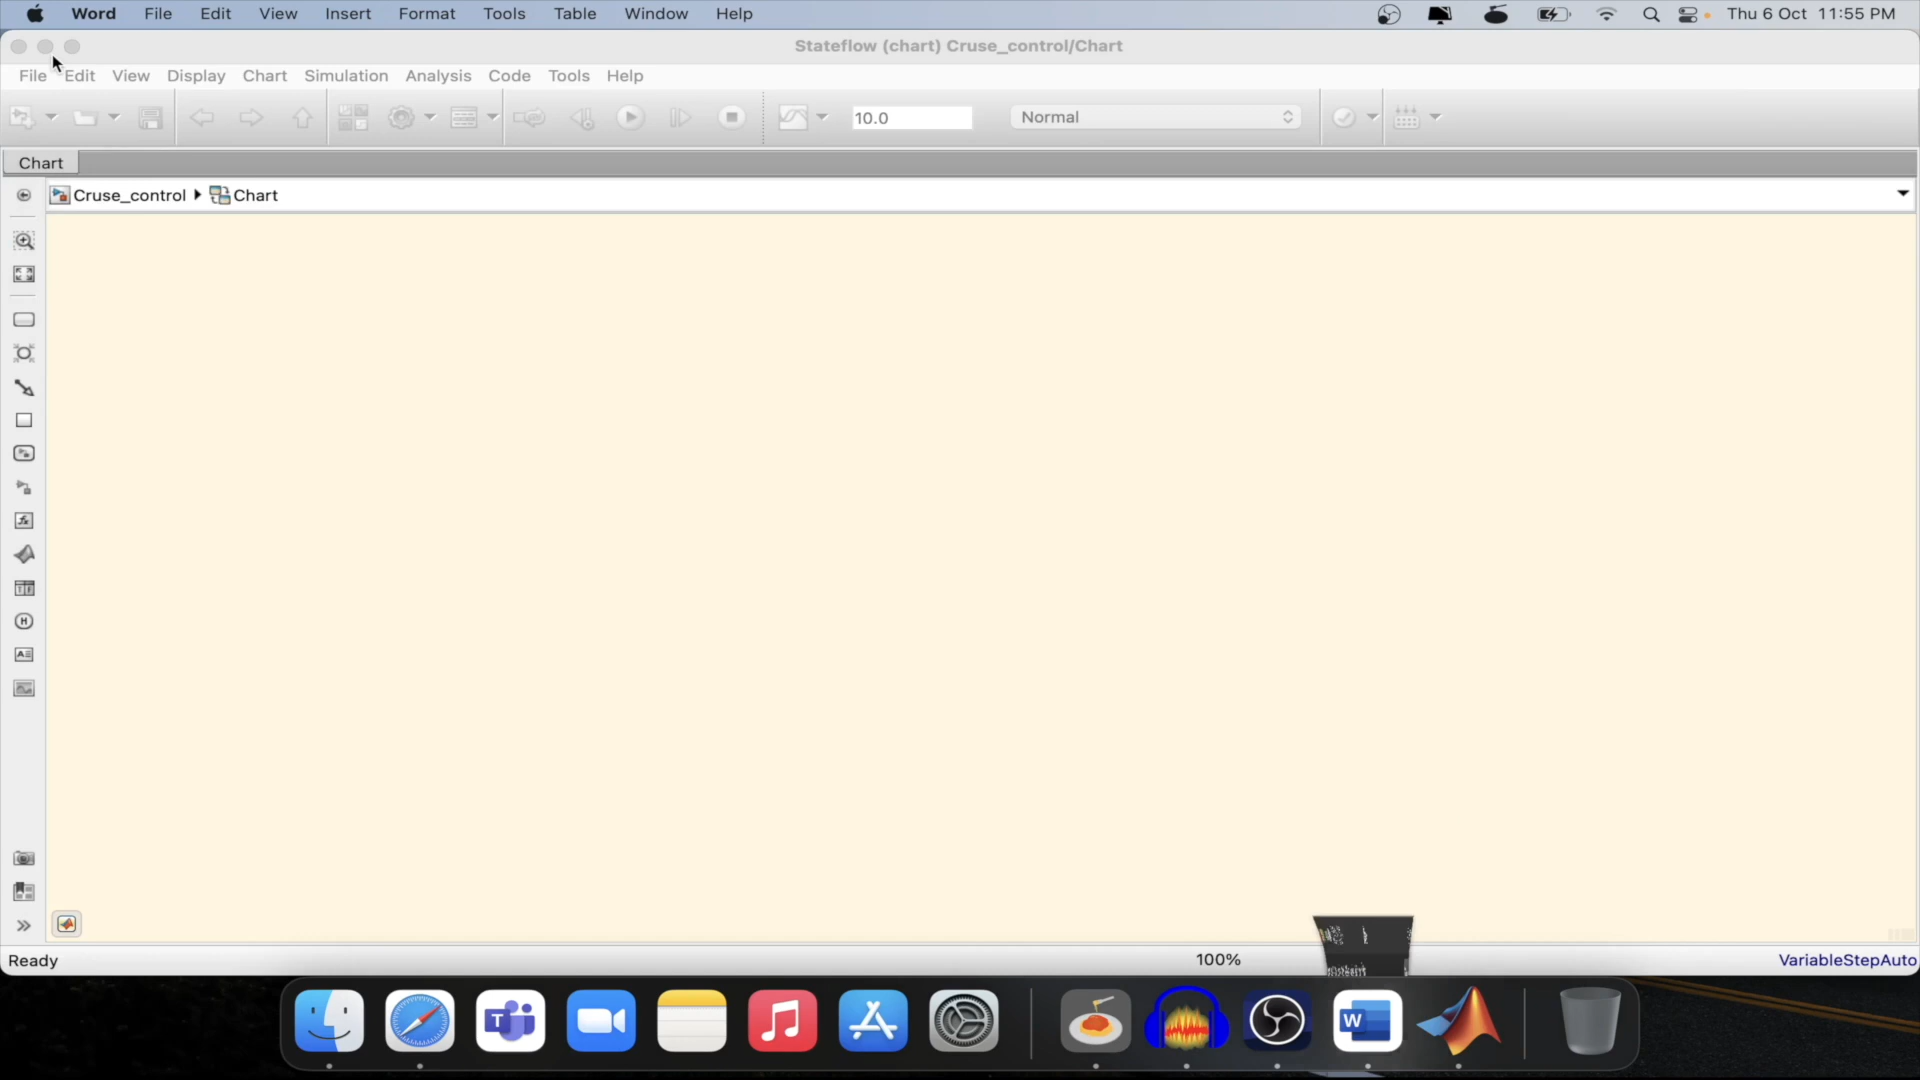 Word File Edit View Insert Format Tools Table Window Help Thu 6 Oct 11:55 PM
Stateflow (chart) Cruse_control/Chart
File Edit View Display Chart Simulation Analysis Code Tools Help
10.0 Normal
Chart
Cruse_control Chart
Ready 100% VariableStepAuto